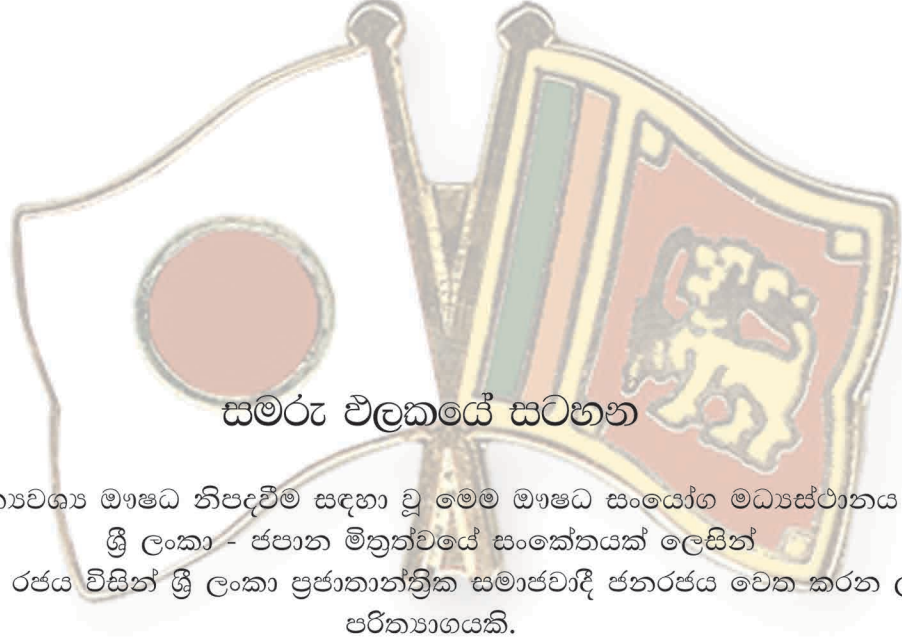 සමරු ඵලකයේ සටහන
ඖෂධ නිපදවීම සඳහා වූ මෙම ඖෂධ සංයෝග මධ්‍යස්ථානය
ශ්‍රී ලංකා - ජපාන මිත්‍රත්වයේ සංකේතයක් ලෙසින්
රජය විසින් ශ්‍රී ලංකා ප්‍රජාතාන්ත්‍රික සමාජවාදී ජනරජය වෙත කරන
පරිත්‍යාගයකි.